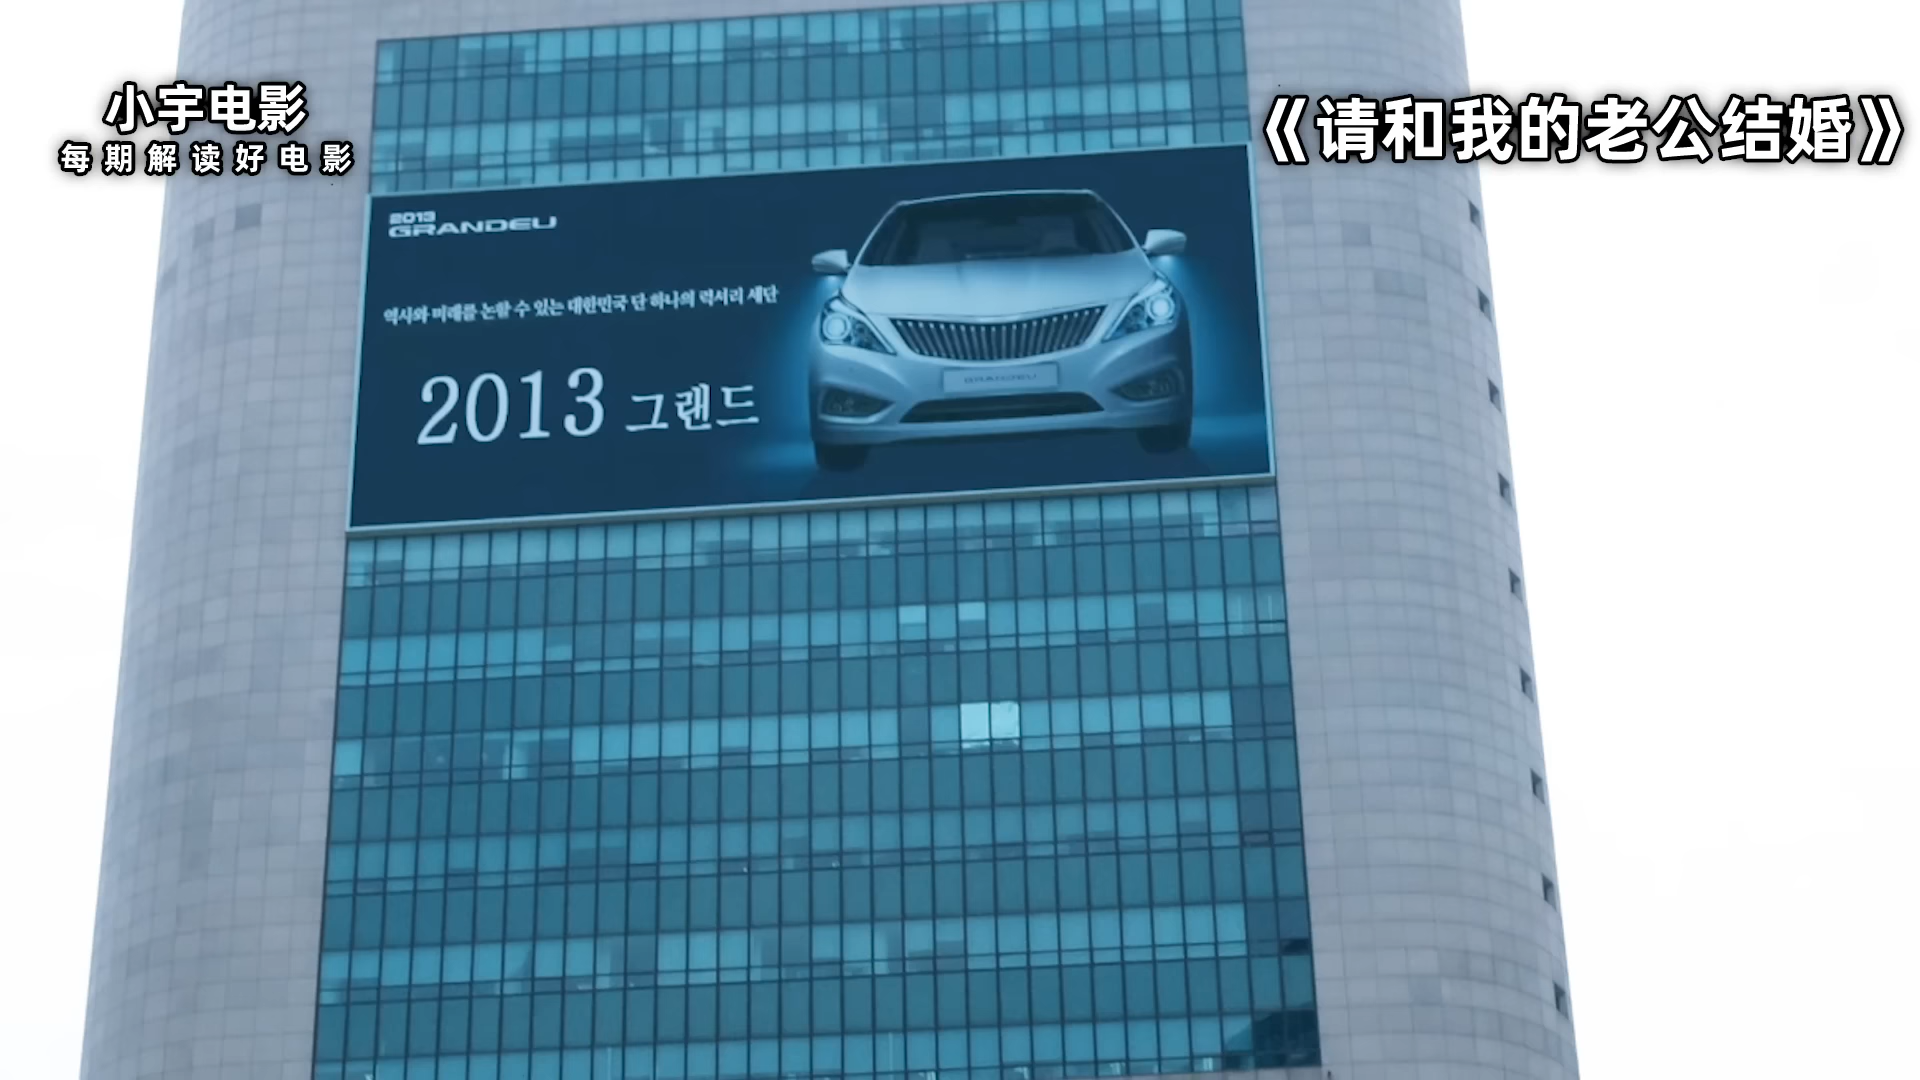 小宇电影
每期解读好电影
《请和我的老公结婚》
2013
GRANDEU
역사와 미래를 논할 수 있는 대한민국 단 하나의 럭셔리 세단
2013 그랜드
GRANDEU